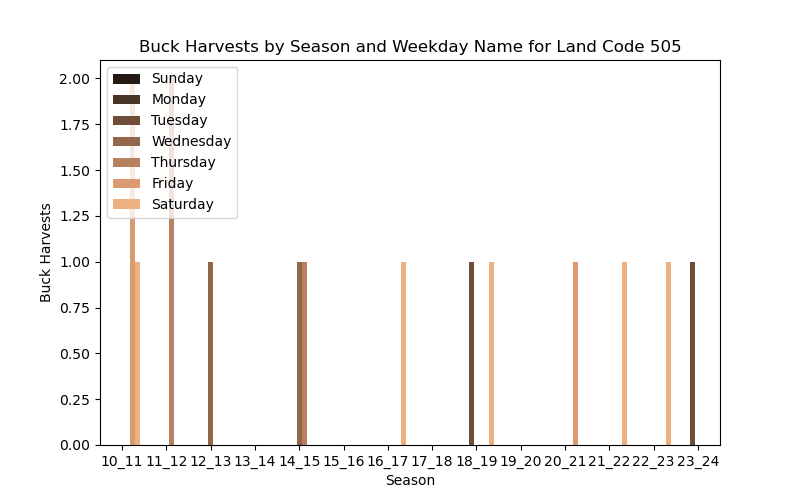 Buck Harvests by Season and Weekday Name for Land Code 505
Buck Harvests
2.00
1.75
1.50
1.25
1.00
0.75
0.50
0.25
0.00
Sunday
Monday
Tuesday
Wednesday
Thursday
Friday
Saturday
10_11 11_12 12_13 13_14 14_15 15_16 16_17 17_18 18_19 19_20 20_21 21_22 22_23 23_24
Season